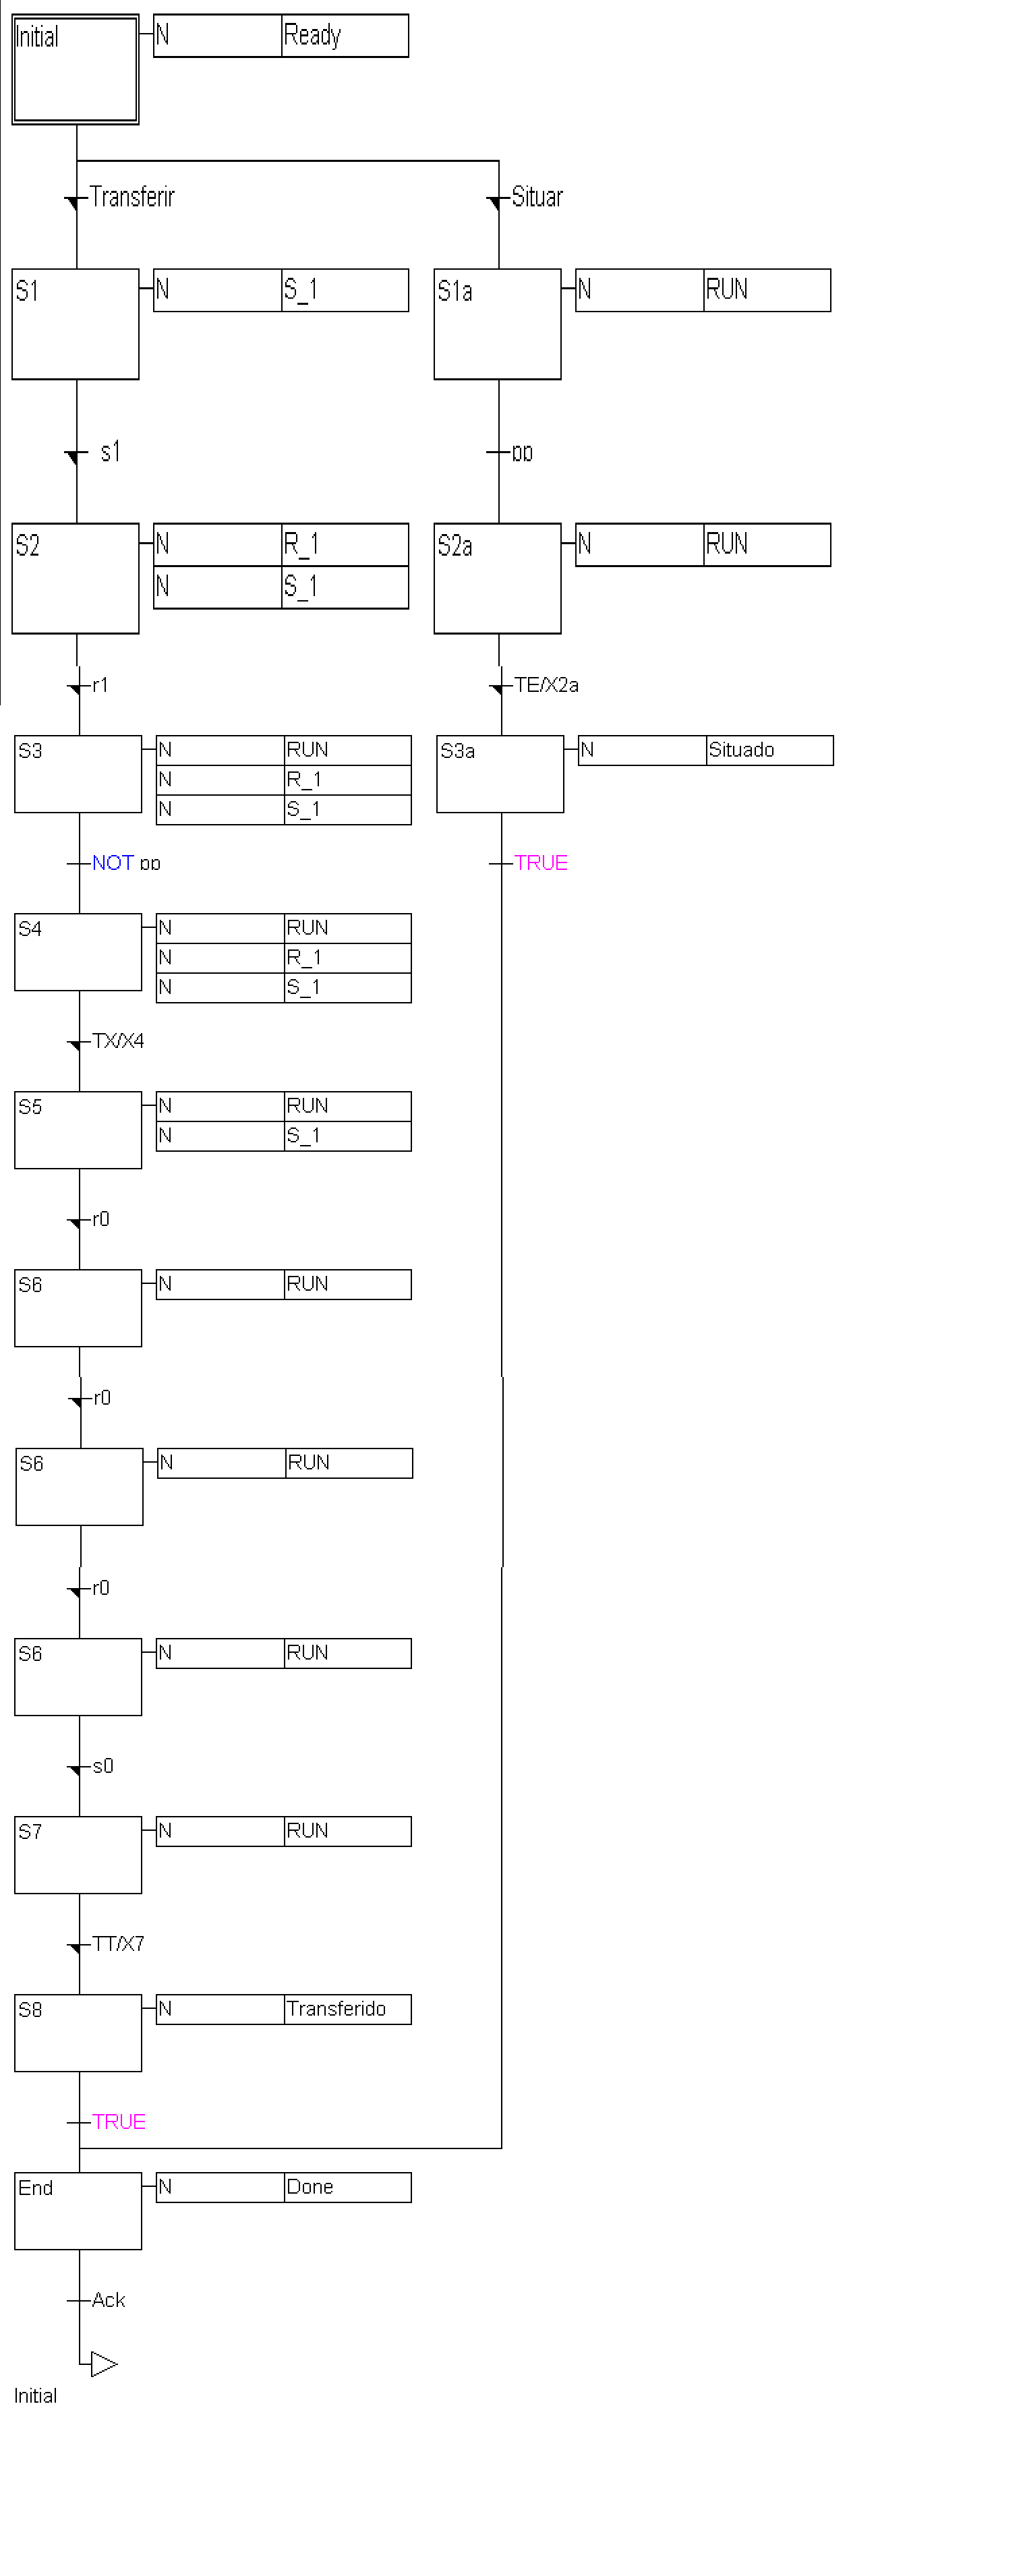 Initial N Ready
Transferir Situar
S1 N S_1 S1a N RUN
s1 pp
S2 N R_1 S2a N RUN
N S_1
r1 TE/X2a
S3 N RUN S3a N Situado
N R_1
N S_1
NOT pp TRUE
S4 N RUN
N R_1
N S_1
TX/X4
S5 N RUN
N S_1
r0
S6 N RUN
r0
S6 N RUN
r0
S6 N RUN
s0
S7 N RUN
TT/X7
S8 N Transferido
TRUE
End N Done
Ack
Initial